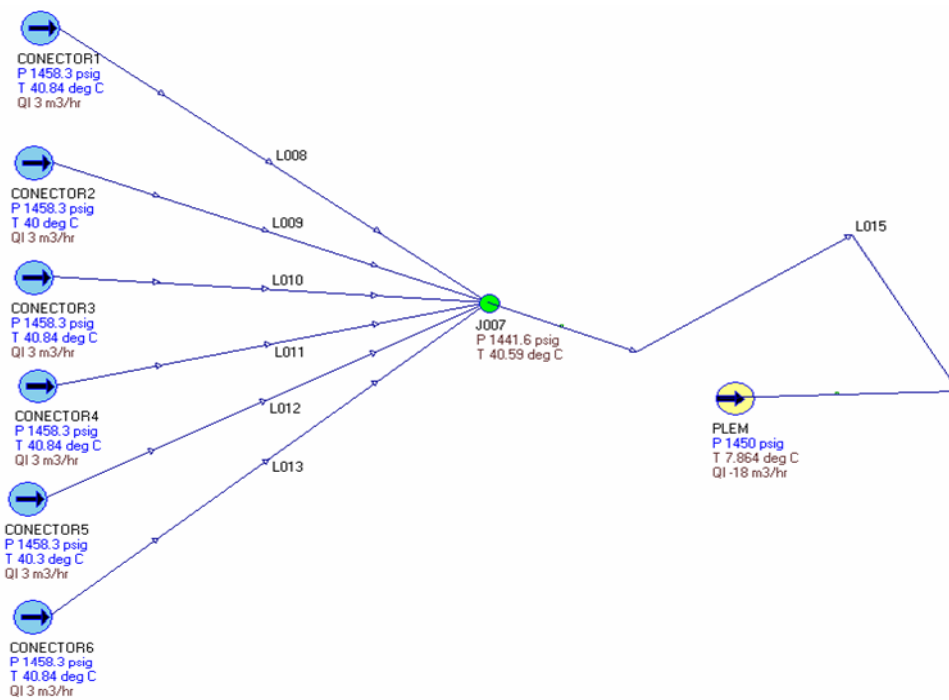 CONECTOR1
P 1458.3 psig
T 40.84 deg C
Ql 3 m3/hr
L008
CONECTOR2
P 1458.3 psig
T 40 deg C
Ql 3 m3/hr
L009
CONECTOR3
P 1458.3 psig
T 40.84 deg C
Ql 3 m3/hr
L010
L011
CONECTOR4
P 1458.3 psig
T 40.84 deg C
Ql 3 m3/hr
L012
CONECTOR5
P 1458.3 psig
T 40.3 deg C
Ql 3 m3/hr
L013
CONECTOR6
P 1458.3 psig
T 40.84 deg C
Ql 3 m3/hr
J007
P 1441.6 psig
T 40.59 deg C
L015
PLEM
P 1450 psig
T 7.864 deg C
Ql -18 m3/hr